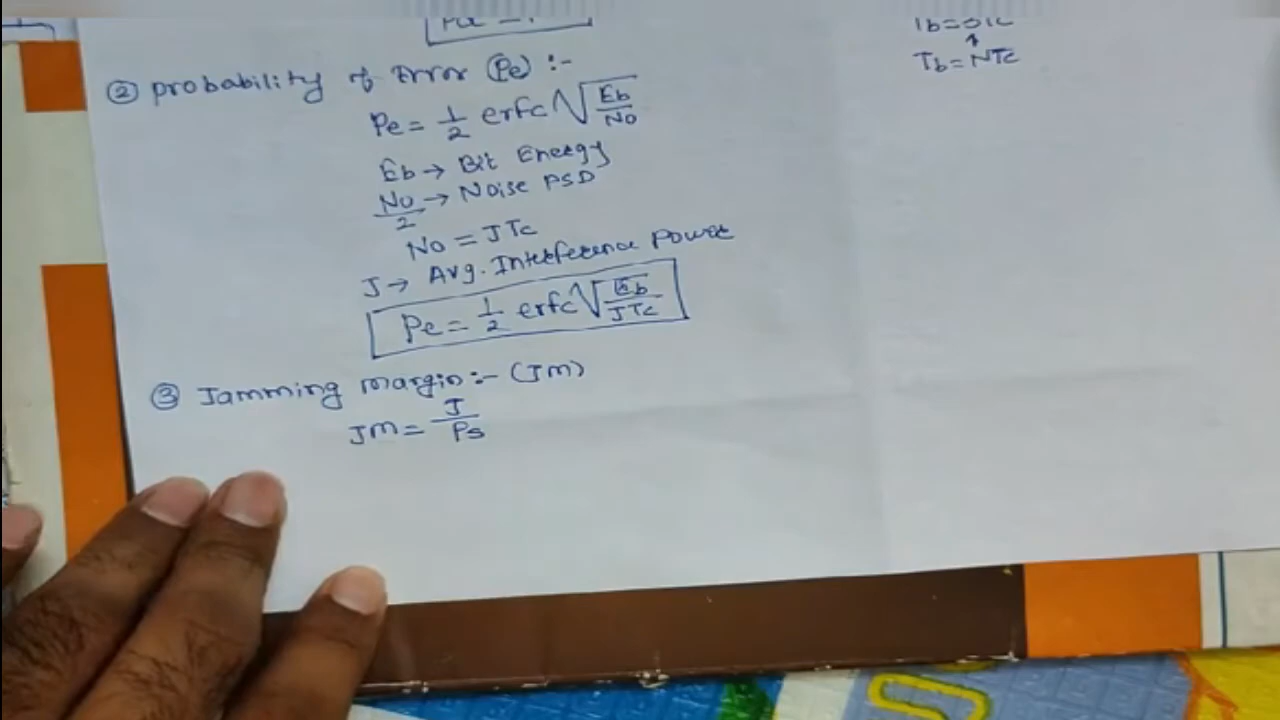 ② Probability of Error (Pe) :-
Pe = 1/2 erfc √(Eb/No)
Eb → Bit Energy
No/2 → Noise PSD
No = JTc
J → Avg. Interference Power
Pe = 1/2 erfc √(Eb/JTc)
③ Jamming margin:- (Jm)
Jm = J/Ps
Tb = NTc